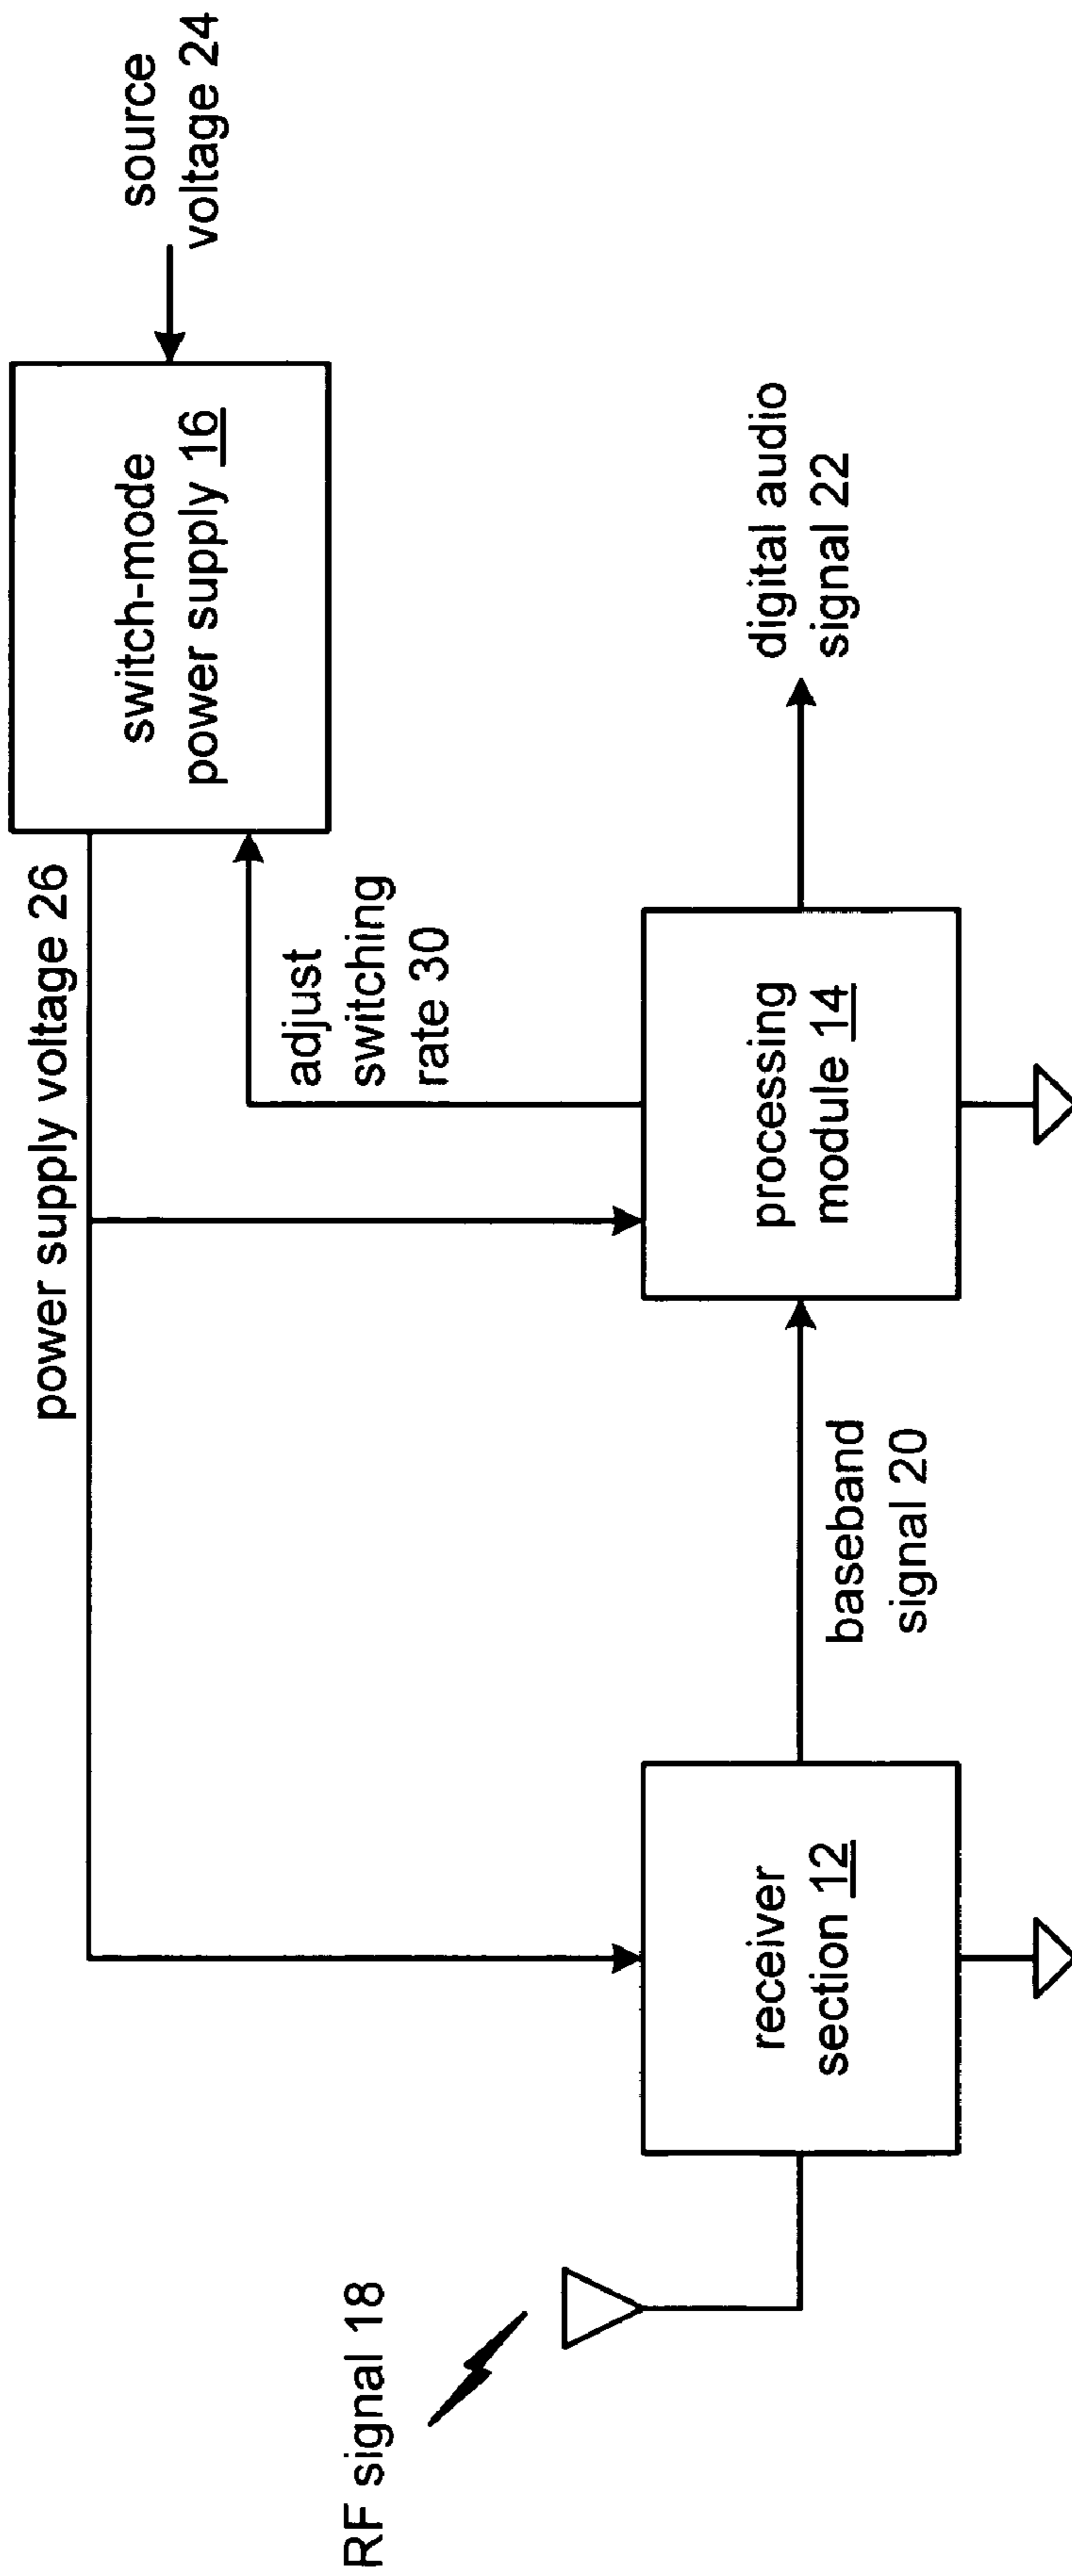 power supply voltage 26
switch-mode
power supply 16
source
voltage 24
adjust
switching
rate 30
RF signal 18
receiver
section 12
baseband
signal 20
processing
module 14
digital audio
signal 22